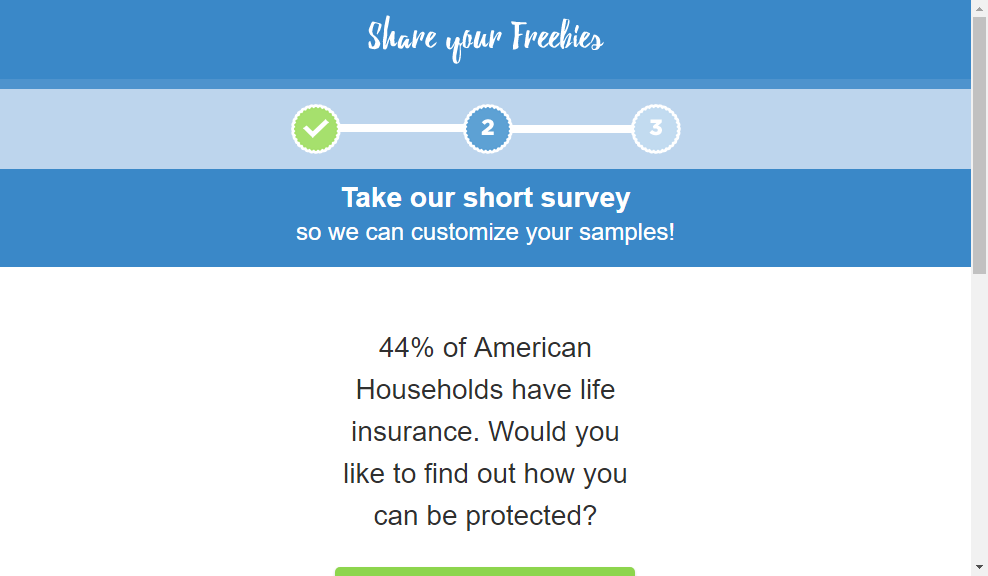 Share your Freebies
2
3
Take our short survey
so we can customize your samples!
44% of American
Households have life
insurance. Would you
like to find out how you
can be protected?